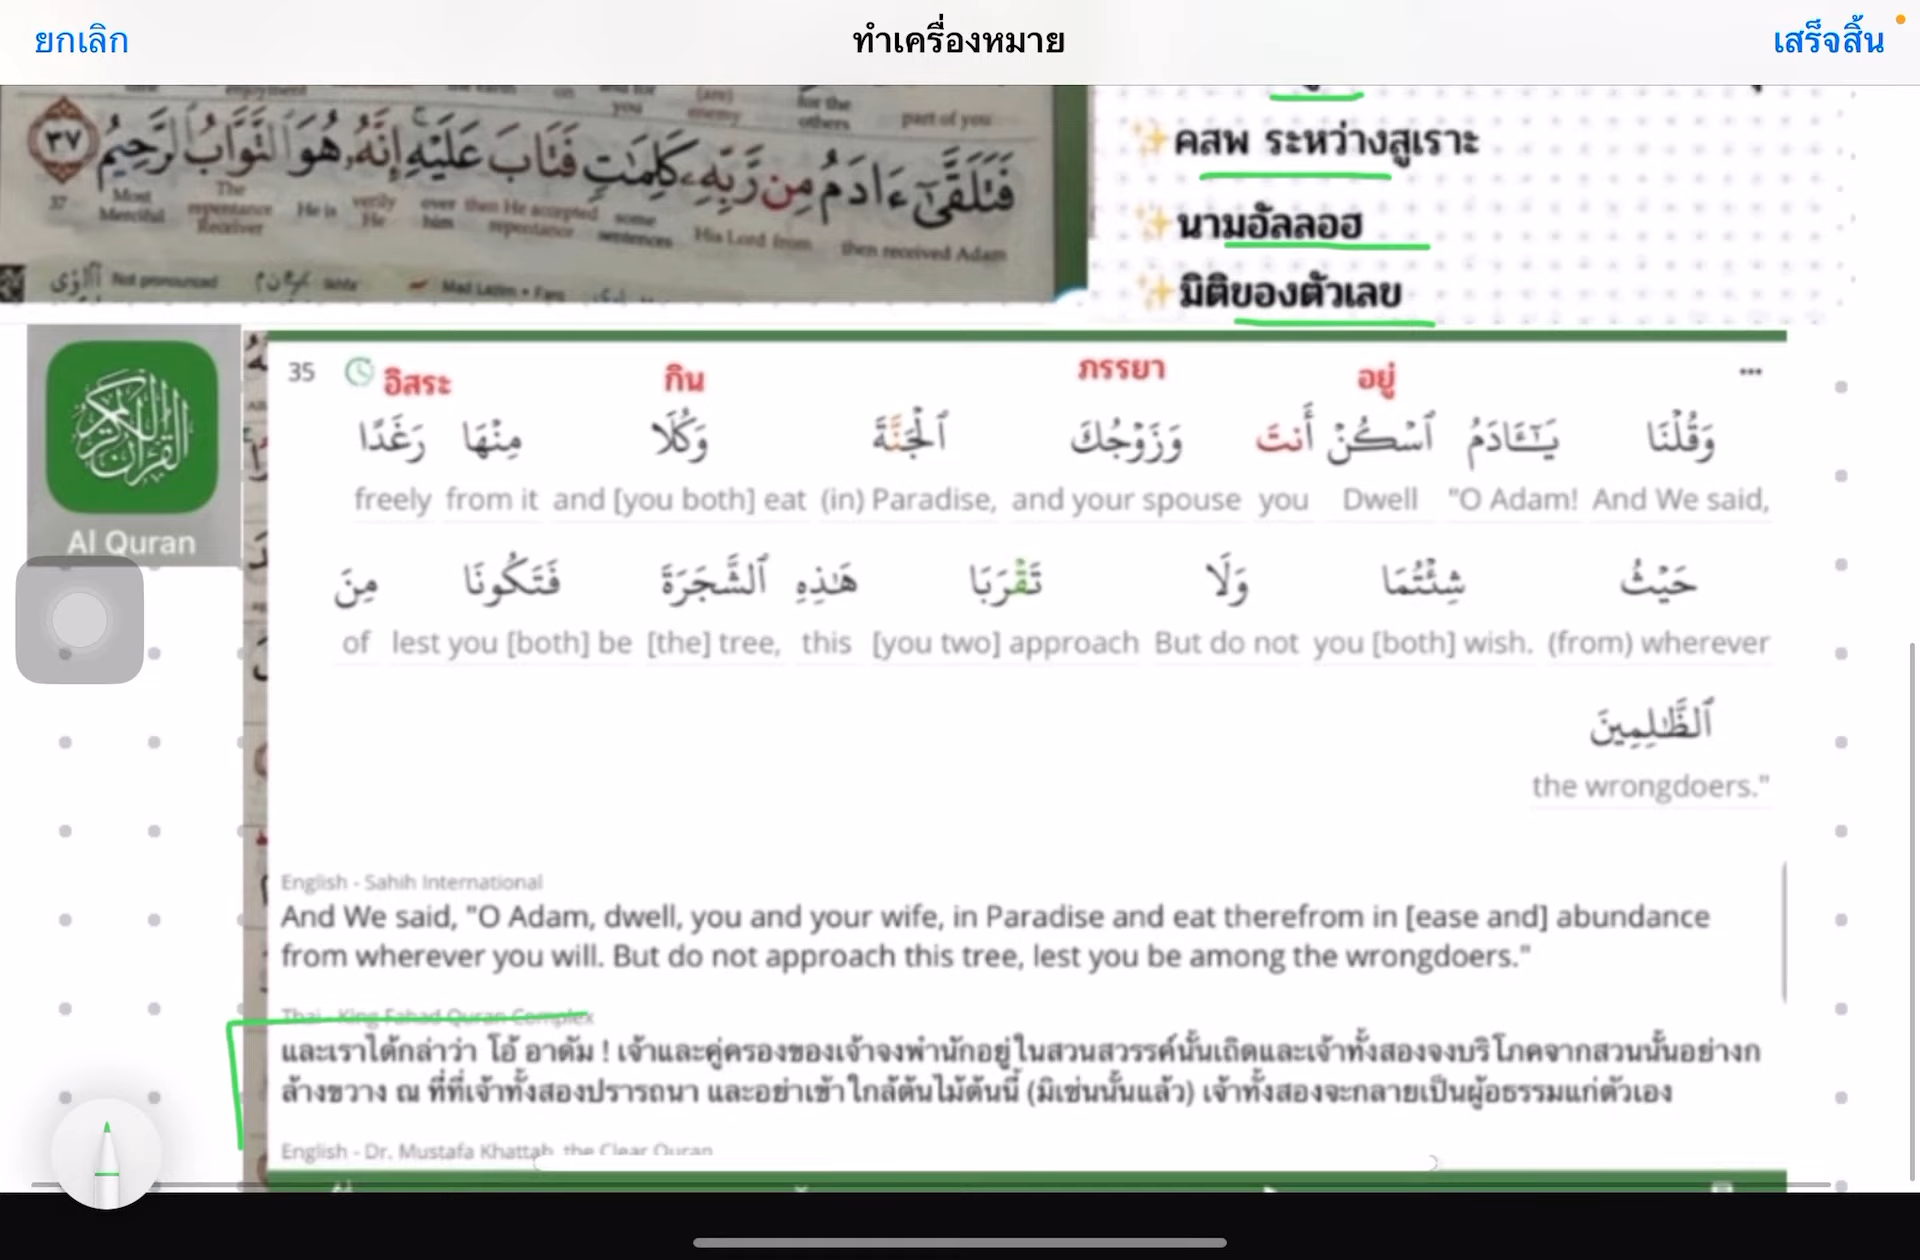 ยกเลิก ทำเครื่องหมาย เสร็จสิ้น
enjoyment on and for you (are) enemy for the others part of you
فَتَلَقَّىٰٓ ءَادَمُ مِن رَّبِّهِۦ كَلِمَٰتٍ فَتَابَ عَلَيْهِ إِنَّهُۥ هُوَ ٱلتَّوَّابُ ٱلرَّحِيمُ ٣٧
37 Most Merciful The repentance Receiver He is verily He over him then He accepted repentance some sentences His Lord from then received Adam
Not pronounced
✨คสพ ระหว่างสูเราะ
✨นามอัลลอฮ
✨มิติของตัวเลข
Al Quran
35 อิสระ กิน ภรรยา อยู่
وَقُلْنَا يَـٰٓـَٔادَمُ ٱسْكُنْ أَنتَ وَزَوْجُكَ ٱلْجَنَّةَ وَكُلَا مِنْهَا رَغَدًا
freely from it and [you both] eat (in) Paradise, and your spouse you Dwell "O Adam! And We said,
حَيْثُ شِئْتُمَا وَلَا تَقْرَبَا هَـٰذِهِ ٱلشَّجَرَةَ فَتَكُونَا مِنَ
of lest you [both] be [the] tree, this [you two] approach But do not you [both] wish. (from) wherever
ٱلظَّـٰلِمِينَ
the wrongdoers."
English - Sahih International
And We said, "O Adam, dwell, you and your wife, in Paradise and eat therefrom in [ease and] abundance
from wherever you will. But do not approach this tree, lest you be among the wrongdoers."
Thai - King Fahad Quran Complex
และเราได้กล่าวว่า โอ้ อาดัม ! เจ้าและคู่ครองของเจ้าจงพำนักอยู่ในสวนสวรรค์นั้นเถิดและเจ้าทั้งสองจงบริโภคจากสวนนั้นอย่างก
ล้างขวาง ณ ที่ที่เจ้าทั้งสองปรารถนา และอย่าเข้าใกล้ต้นไม้ต้นนี้ (มิเช่นนั้นแล้ว) เจ้าทั้งสองจะกลายเป็นผู้อธรรมแก่ตัวเอง
English - Dr. Mustafa Khattab, the Clear Quran